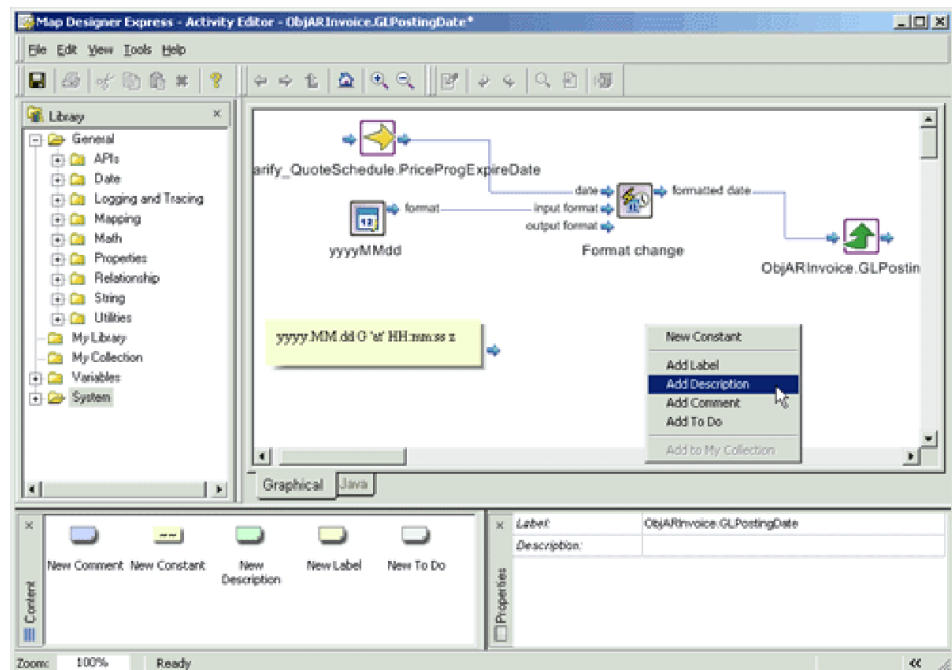 Map Designer Express - Activity Editor - ObjARInvoice.GLPostingDate*
File Edit View Tools Help
Library
General
APIs
Date
Logging and Tracing
Mapping
Math
Properties
Relationship
String
Utilities
My Library
My Collection
Variables
System
arify_QuoteSchedule.PriceProgExpireDate
format
yyyyMMdd
date
input format
output format
formatted date
Format change
ObjARInvoice.GLPostin
yyyy.MM.dd G 'at' HH:mm:ss z
New Constant
Add Label
Add Description
Add Comment
Add To Do
Add to My Collection
Graphical Java
Content
New Comment New Constant New Description New Label New To Do
Properties
Label: ObjARInvoice.GLPostingDate
Description:
Zoom: 100% Ready